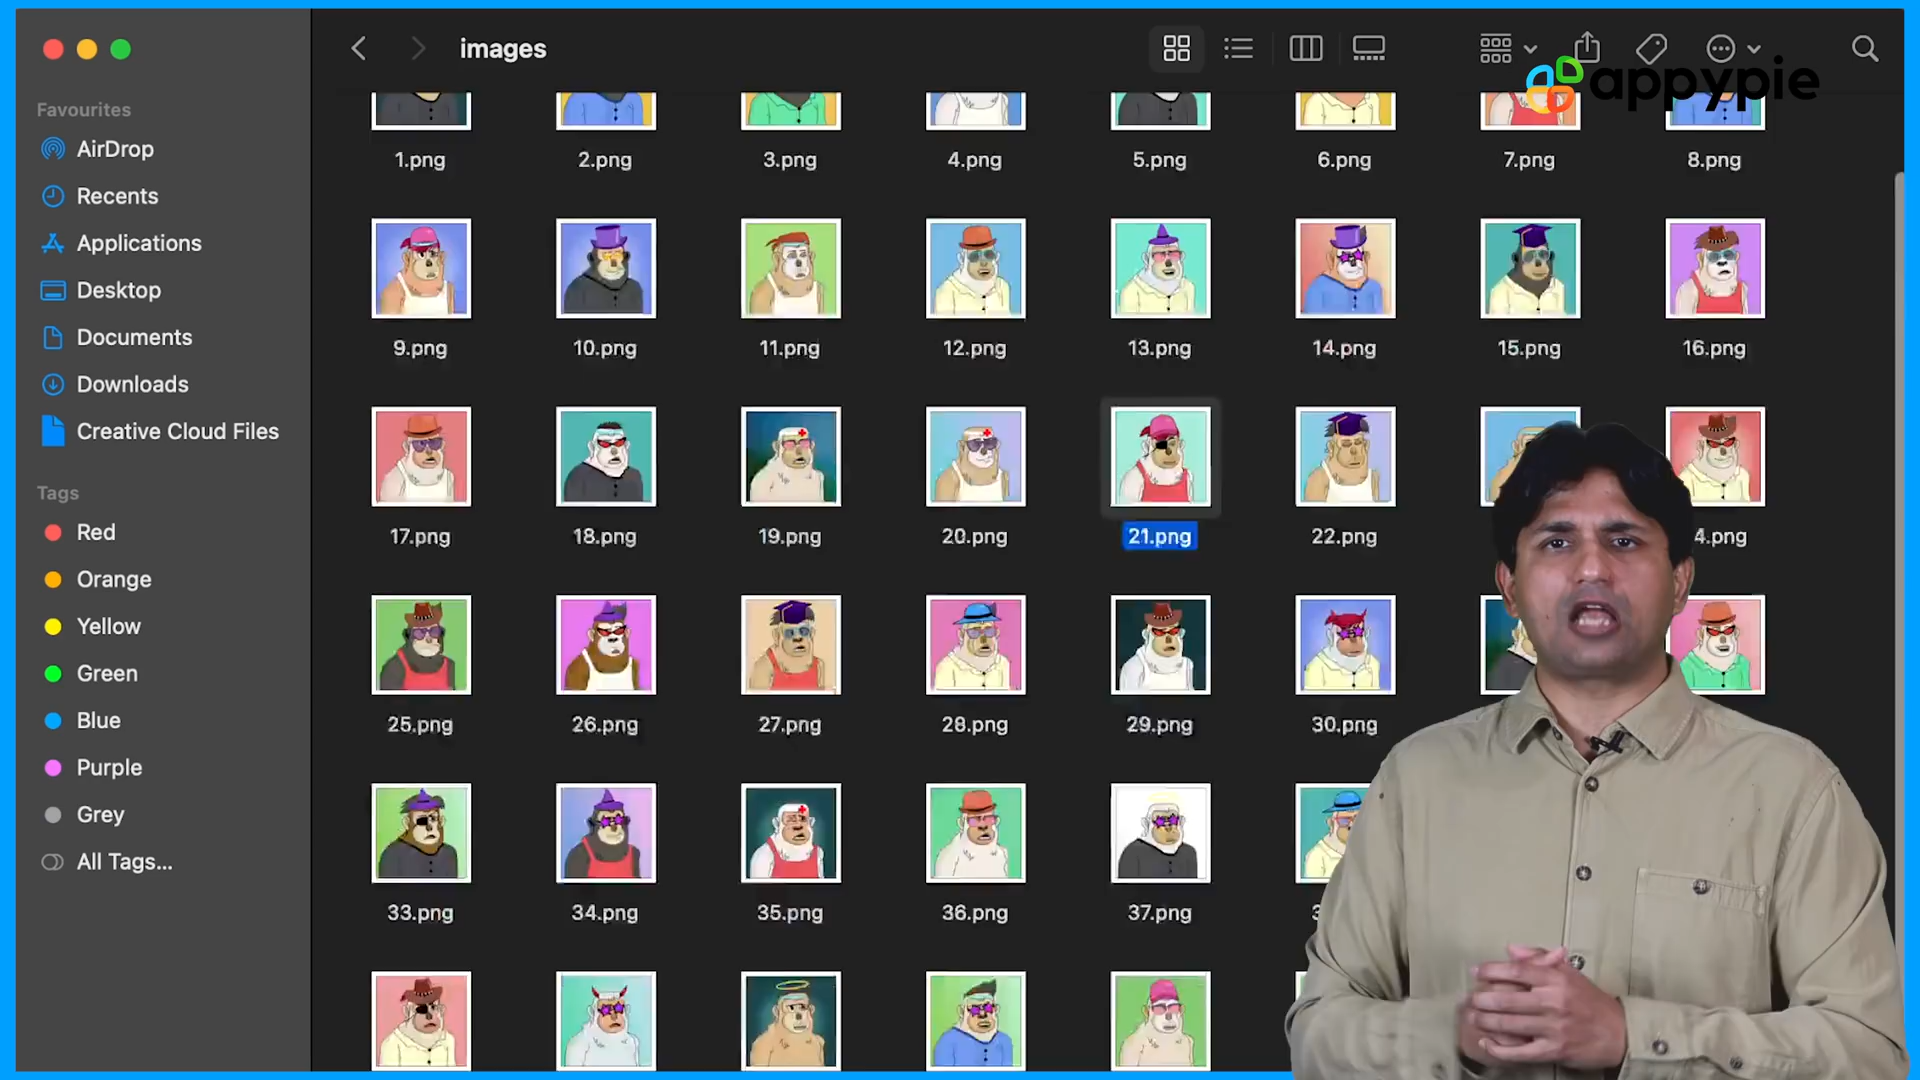 images
appypie
Favourites
AirDrop
Recents
Applications
Desktop
Documents
Downloads
Creative Cloud Files
Tags
Red
Orange
Yellow
Green
Blue
Purple
Grey
All Tags...
1.png 2.png 3.png 4.png 5.png 6.png 7.png 8.png
9.png 10.png 11.png 12.png 13.png 14.png 15.png 16.png
17.png 18.png 19.png 20.png 21.png 22.png 4.png
25.png 26.png 27.png 28.png 29.png 30.png
33.png 34.png 35.png 36.png 37.png